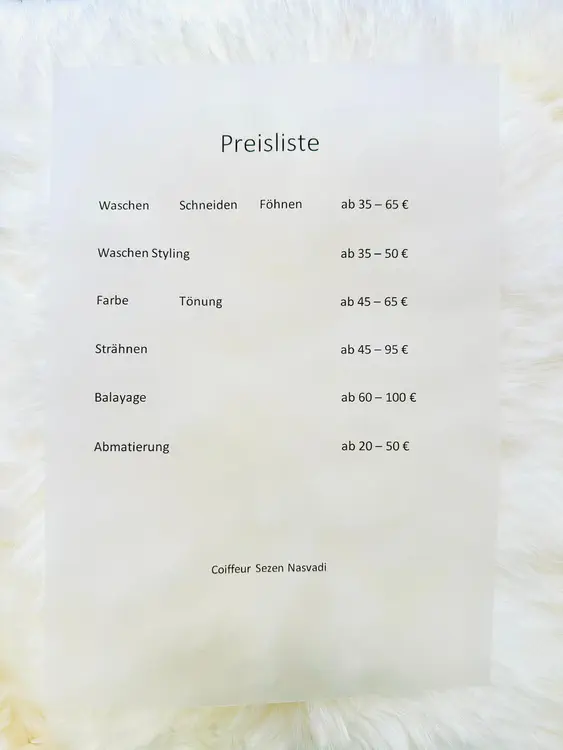 Preisliste
Waschen Schneiden Föhnen ab 35 – 65 €
Waschen Styling ab 35 – 50 €
Farbe Tönung ab 45 – 65 €
Strähnen ab 45 – 95 €
Balayage ab 60 – 100 €
Abmatierung ab 20 – 50 €
Coiffeur Sezen Nasvadi